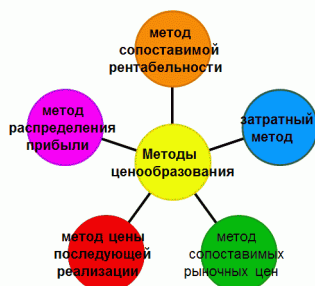 метод
сопоставимой
рентабельности
метод
распределения
прибыли
затратный
метод
Методы
ценообразования
метод цены
последующей
реализации
метод
сопоставимых
рыночных цен